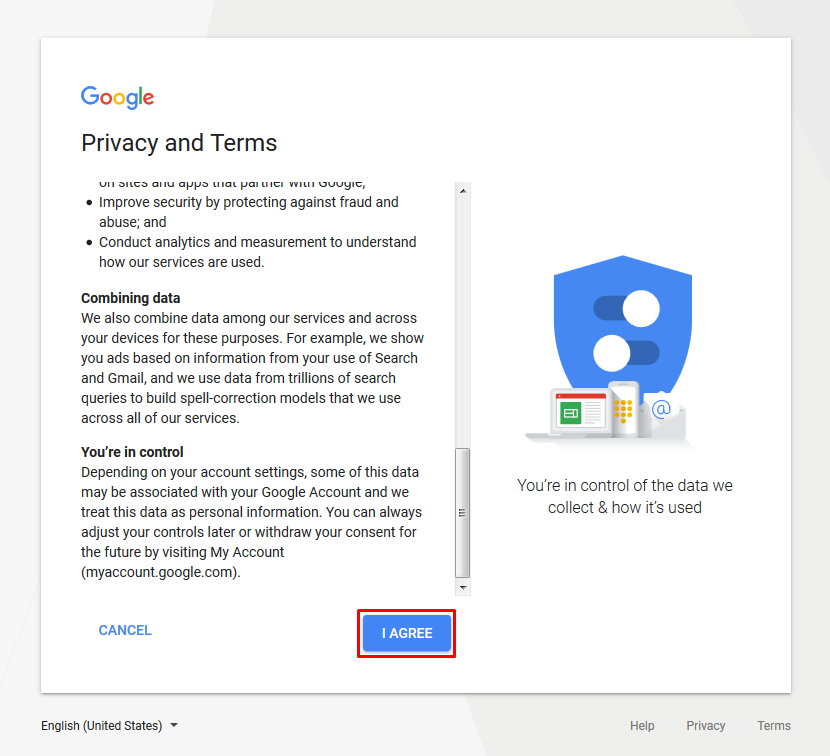 Google
Privacy and Terms
on sites and apps that partner with Google;
• Improve security by protecting against fraud and
abuse; and
• Conduct analytics and measurement to understand
how our services are used.
Combining data
We also combine data among our services and across
your devices for these purposes. For example, we show
you ads based on information from your use of Search
and Gmail, and we use data from trillions of search
queries to build spell-correction models that we use
across all of our services.
You’re in control
Depending on your account settings, some of this data
may be associated with your Google Account and we
treat this data as personal information. You can always
adjust your controls later or withdraw your consent for
the future by visiting My Account
(myaccount.google.com).
@
You’re in control of the data we
collect & how it’s used
CANCEL
I AGREE
English (United States)
Help
Privacy
Terms